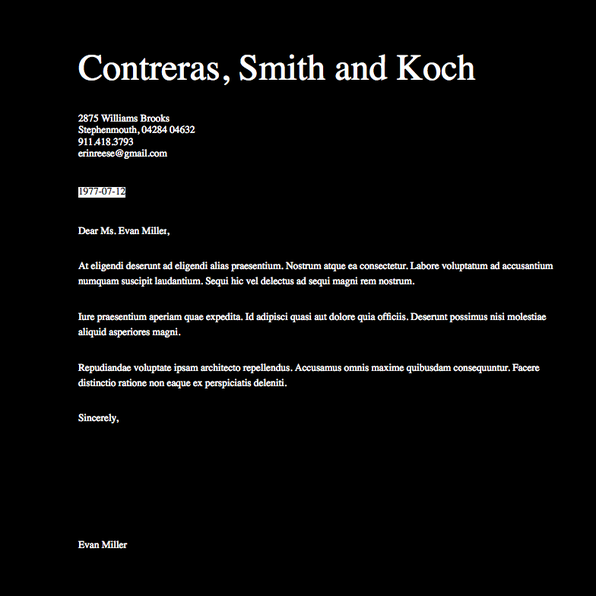 Contreras, Smith and Koch
2875 Williams Brooks
Stephenmouth, 04284 04632
911.418.3793
erinreese@gmail.com
1977-07-12
Dear Ms. Evan Miller,
At eligendi deserunt ad eligendi alias praesentium. Nostrum atque ea consectetur. Labore voluptatum ad accusantium
numquam suscipit laudantium. Sequi hic vel delectus ad sequi magni rem nostrum.
Iure praesentium aperiam quae expedita. Id adipisci quasi aut dolore quia officiis. Deserunt possimus nisi molestiae
aliquid asperiores magni.
Repudiandae voluptate ipsam architecto repellendus. Accusamus omnis maxime quibusdam consequuntur. Facere
distinctio ratione non eaque ex perspiciatis deleniti.
Sincerely,
Evan Miller